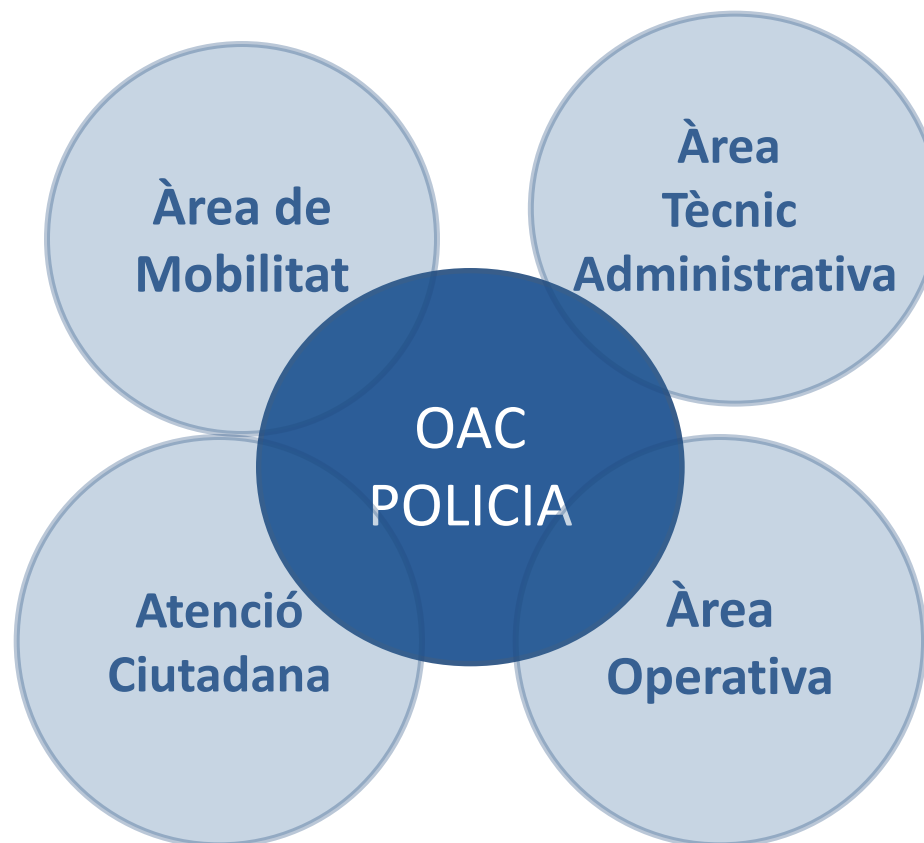 Àrea de
Mobilitat
Àrea
Tècnic
Administrativa
OAC
POLICIA
Atenció
Ciutadana
Àrea
Operativa